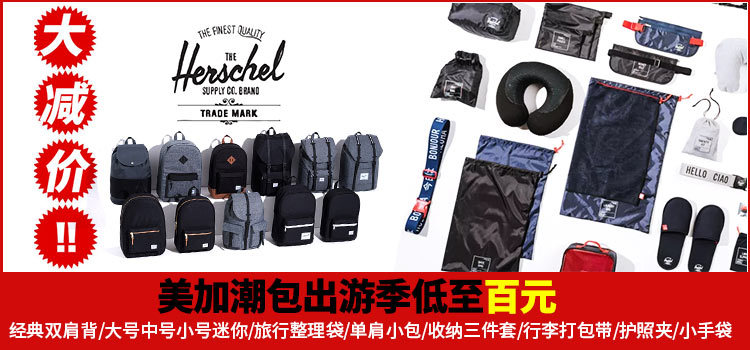 大
减
价
!!
THE FINEST QUALITY
THE
Herschel
SUPPLY CO. BRAND
TRADE MARK
BONJOUR
HELLO CIAO
美加潮包出游季低至百元
经典双肩背/大号中号小号迷你/旅行整理袋/单肩小包/收纳三件套/行李打包带/护照夹/小手袋